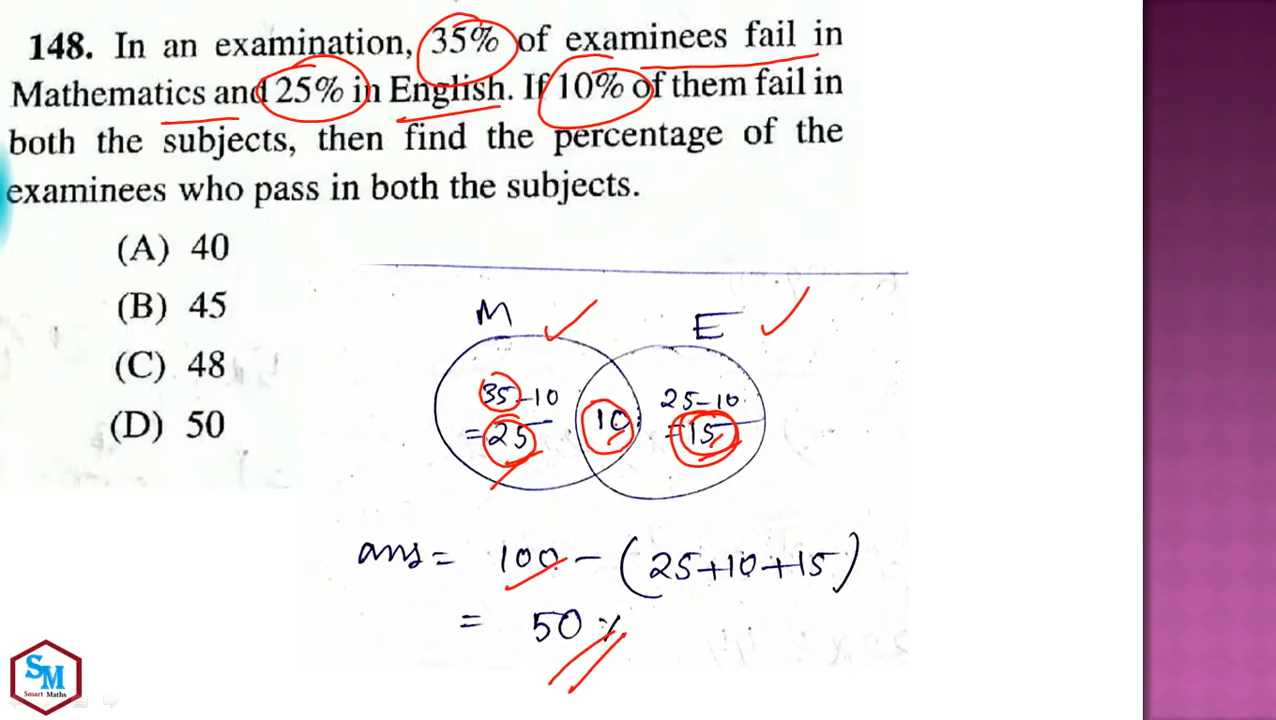 148. In an examination, 35% of examinees fail in
Mathematics and 25% in English. If 10% of them fail in
both the subjects, then find the percentage of the
examinees who pass in both the subjects.
(A) 40
(B) 45
(C) 48
(D) 50
M E
35-10 10 25-10
=25 =15
ans = 100 - (25+10+15)
= 50%
SM
Smart Maths